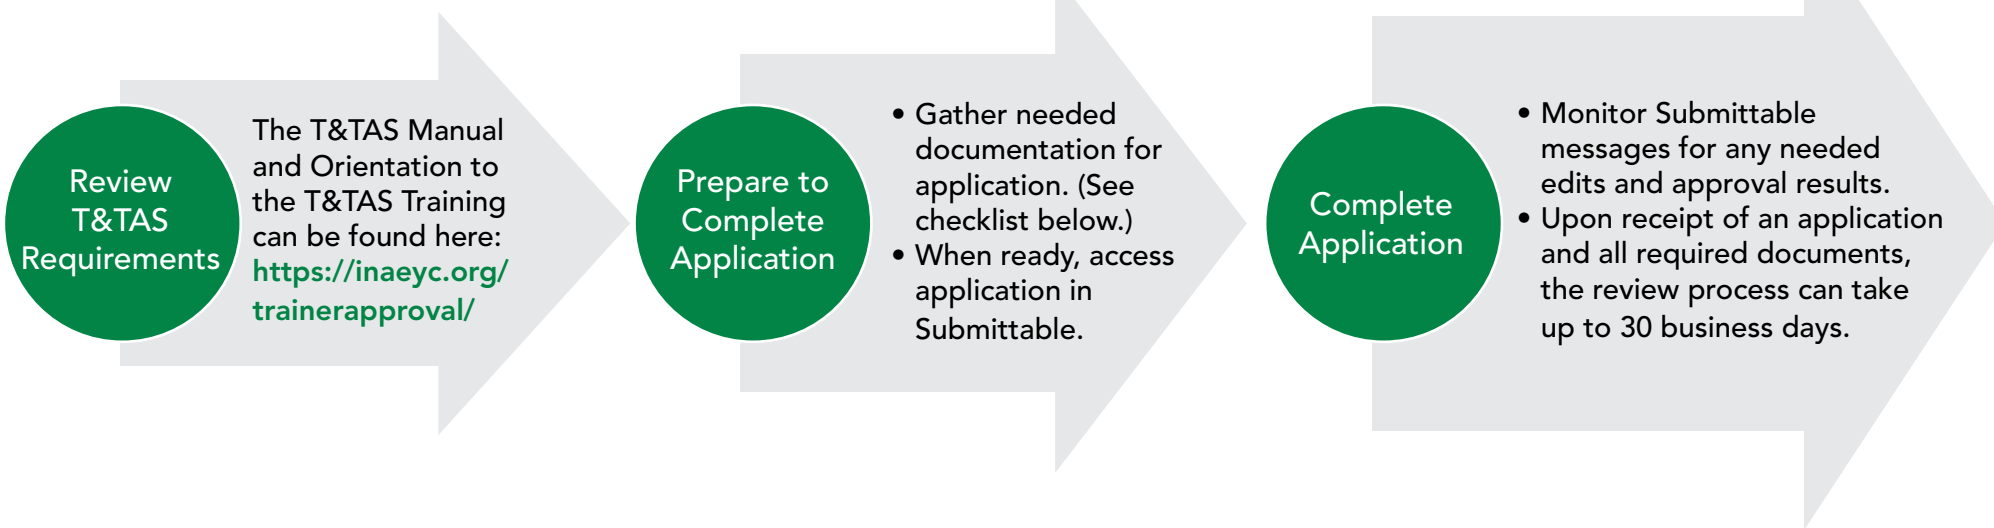 Review
T&TAS
Requirements
The T&TAS Manual
and Orientation to
the T&TAS Training
can be found here:
https://inaeyc.org/
trainerapproval/
Prepare to
Complete
Application
• Gather needed
documentation for
application. (See
checklist below.)
• When ready, access
application in
Submittable.
Complete
Application
• Monitor Submittable
messages for any needed
edits and approval results.
• Upon receipt of an application
and all required documents,
the review process can take
up to 30 business days.